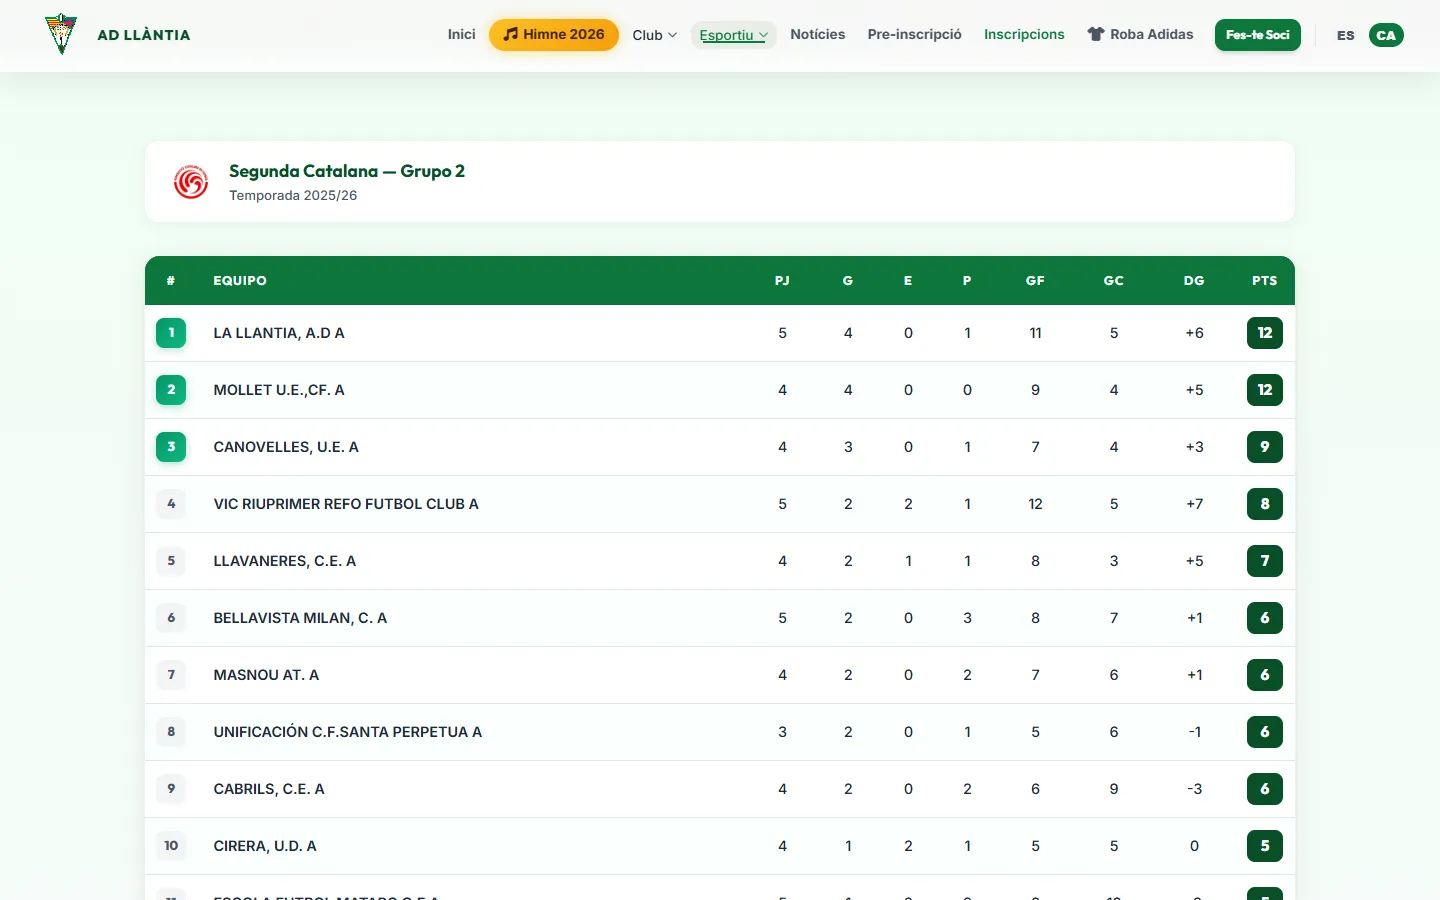 AD LLÀNTIA Inici Himne 2026 Club Esportiu Notícies Pre-inscripció Inscripcions Roba Adidas Fes-te Soci ES CA
Segunda Catalana — Grupo 2
Temporada 2025/26
# EQUIPO PJ G E P GF GC DG PTS
1 LA LLANTIA, A.D A 5 4 0 1 11 5 +6 12
2 MOLLET U.E.,CF. A 4 4 0 0 9 4 +5 12
3 CANOVELLES, U.E. A 4 3 0 1 7 4 +3 9
4 VIC RIUPRIMER REFO FUTBOL CLUB A 5 2 2 1 12 5 +7 8
5 LLAVANERES, C.E. A 4 2 1 1 8 3 +5 7
6 BELLAVISTA MILAN, C. A 5 2 0 3 8 7 +1 6
7 MASNOU AT. A 4 2 0 2 7 6 +1 6
8 UNIFICACIÓN C.F.SANTA PERPETUA A 3 2 0 1 5 6 -1 6
9 CABRILS, C.E. A 4 2 0 2 6 9 -3 6
10 CIRERA, U.D. A 4 1 2 1 5 5 0 5